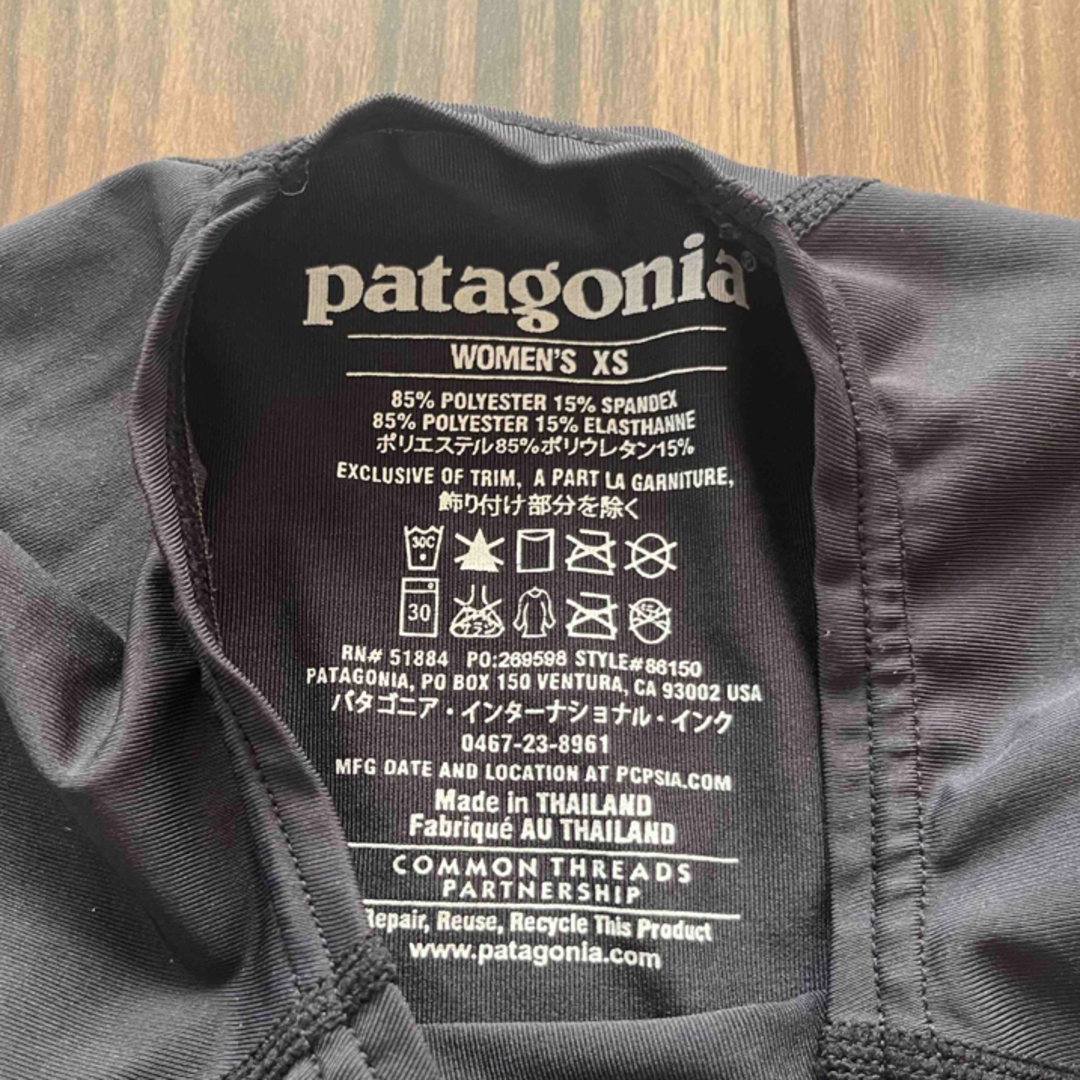 patagonia®
WOMEN'S XS
85% POLYESTER 15% SPANDEX
85% POLYESTER 15% ELASTHANNE
ポリエステル85%ポリウレタン15%
EXCLUSIVE OF TRIM, A PART LA GARNITURE,
飾り付け部分を除く
30C
30
RN# 51884 PO:269598 STYLE#86150
PATAGONIA, PO BOX 150 VENTURA, CA 93002 USA
パタゴニア・インターナショナル・インク
0467-23-8961
MFG DATE AND LOCATION AT PCPSIA.COM
Made in THAILAND
Fabriqué AU THAILAND
COMMON THREADS
PARTNERSHIP
Repair, Reuse, Recycle This Product
www.patagonia.com